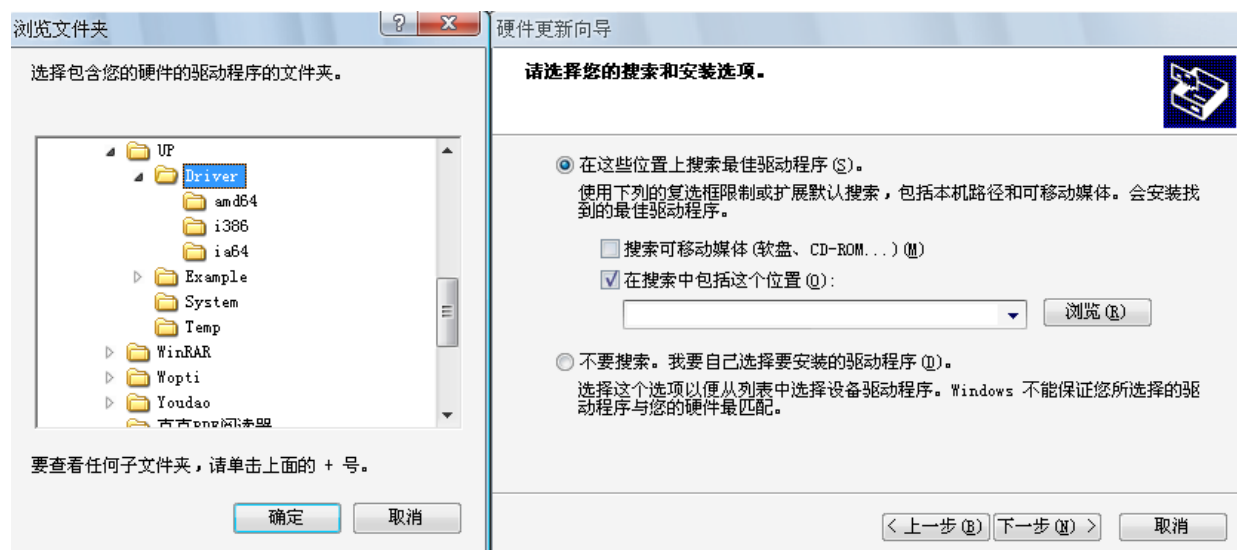 浏览文件夹
选择包含您的硬件的驱动程序的文件夹。
UP
Driver
amd64
i386
ia64
Example
System
Temp
WinRAR
Wopti
Youdao
要查看任何子文件夹，请单击上面的 + 号。
确定
取消
硬件更新向导
请选择您的搜索和安装选项。
在这些位置上搜索最佳驱动程序(S)。
使用下列的复选框限制或扩展默认搜索，包括本机路径和可移动媒体。会安装找
到的最佳驱动程序。
搜索可移动媒体(软盘、CD-ROM...)(M)
在搜索中包括这个位置(O):
浏览(R)
不要搜索。我要自己选择要安装的驱动程序(D)。
选择这个选项以便从列表中选择设备驱动程序。Windows 不能保证您所选择的驱
动程序与您的硬件最匹配。
< 上一步(B)
下一步(N) >
取消